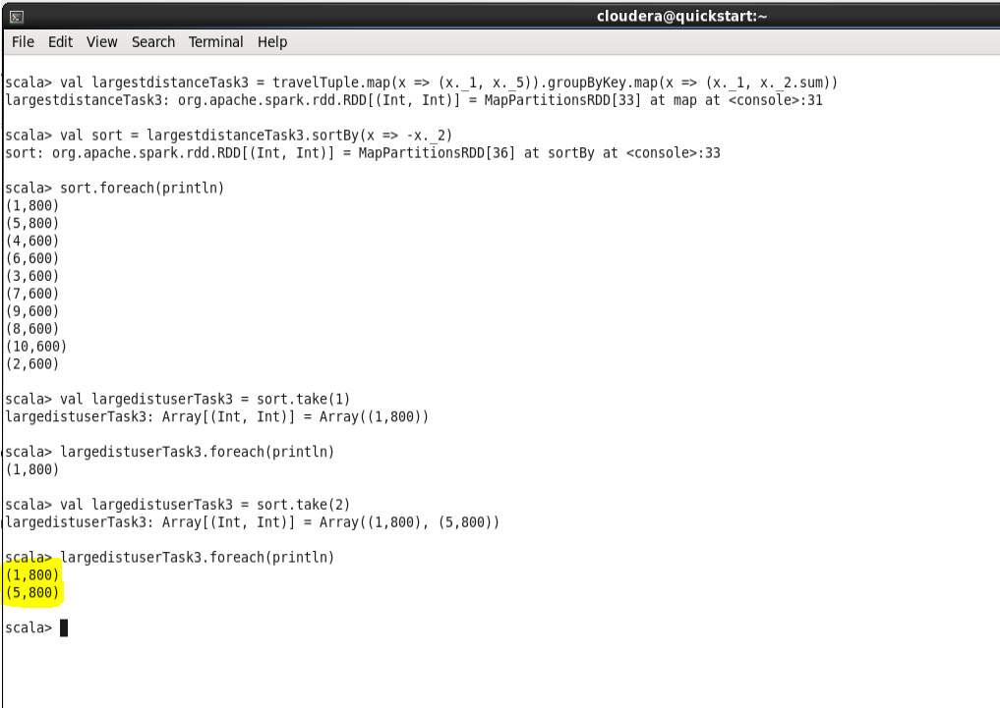 cloudera@quickstart:~
File Edit View Search Terminal Help
scala> val largestdistanceTask3 = travelTuple.map(x => (x._1, x._5)).groupByKey.map(x => (x._1, x._2.sum))
largestdistanceTask3: org.apache.spark.rdd.RDD[(Int, Int)] = MapPartitionsRDD[33] at map at <console>:31
scala> val sort = largestdistanceTask3.sortBy(x => -x._2)
sort: org.apache.spark.rdd.RDD[(Int, Int)] = MapPartitionsRDD[36] at sortBy at <console>:33
scala> sort.foreach(println)
(1,800)
(5,800)
(4,600)
(6,600)
(3,600)
(7,600)
(9,600)
(8,600)
(10,600)
(2,600)
scala> val largedistuserTask3 = sort.take(1)
largedistuserTask3: Array[(Int, Int)] = Array((1,800))
scala> largedistuserTask3.foreach(println)
(1,800)
scala> val largedistuserTask3 = sort.take(2)
largedistuserTask3: Array[(Int, Int)] = Array((1,800), (5,800))
scala> largedistuserTask3.foreach(println)
(1,800)
(5,800)
scala>